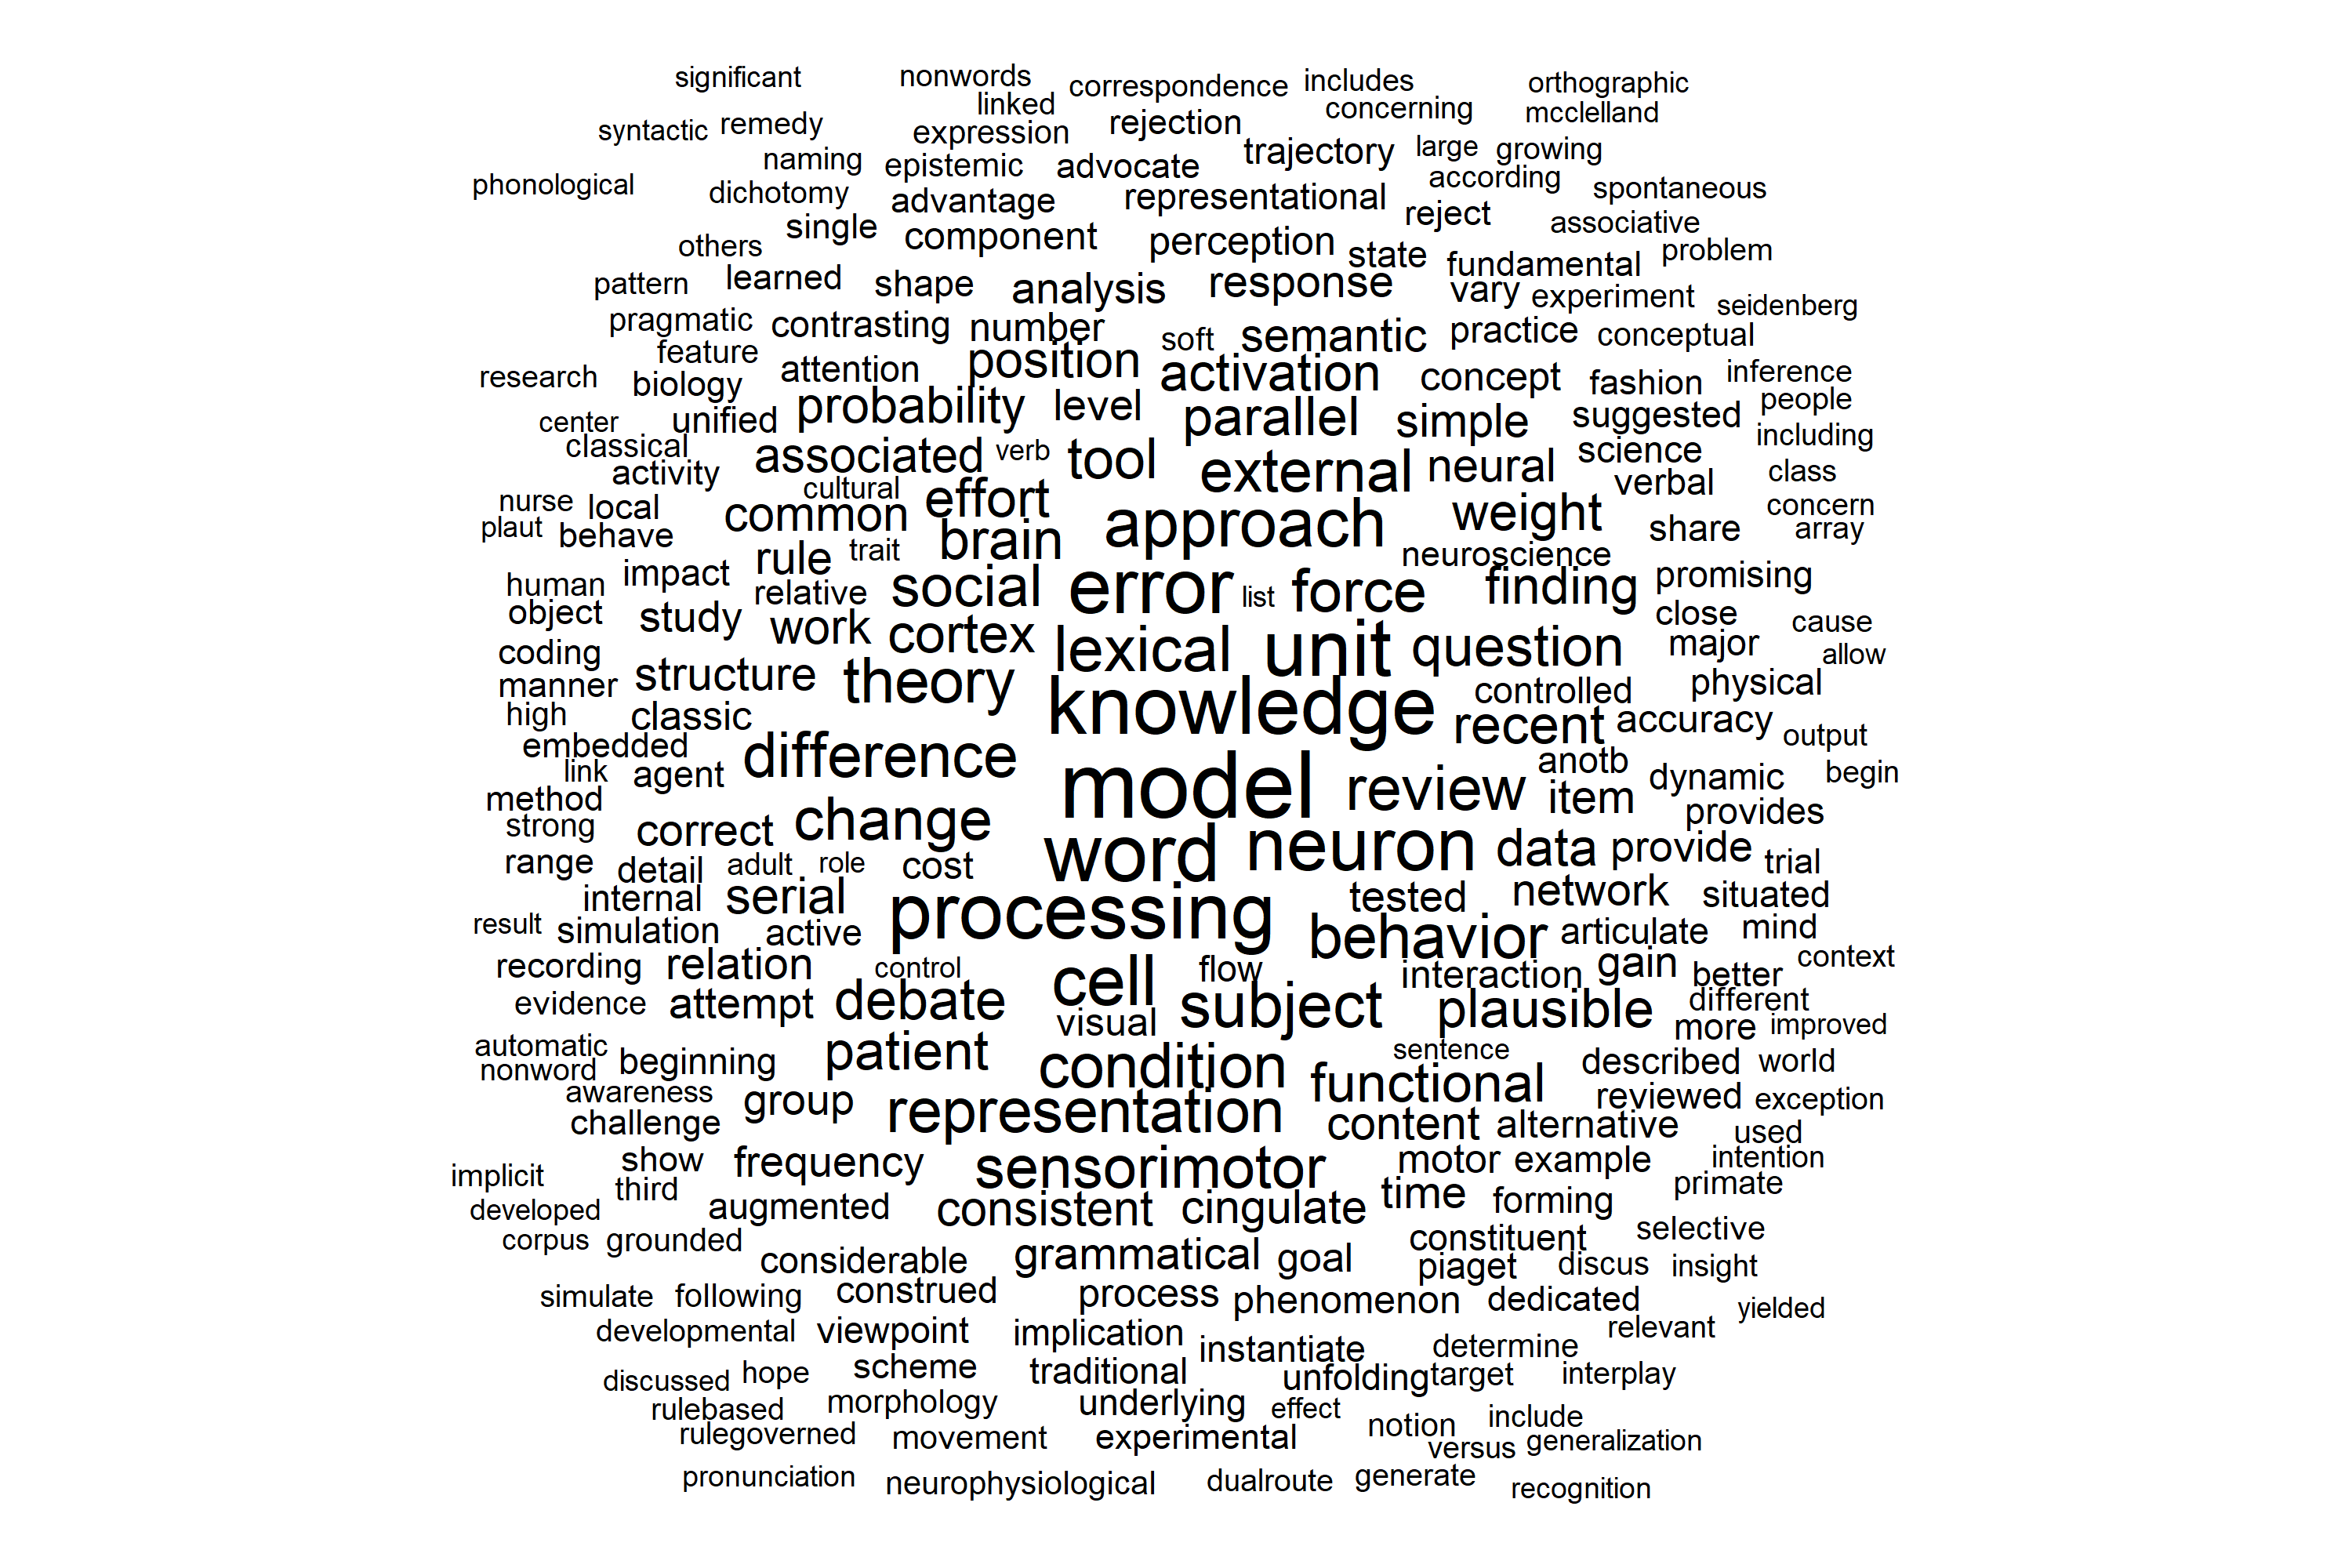 significant nonwords correspondence includes orthographic
linked concerning mcclelland
syntactic remedy expression rejection
naming epistemic advocate trajectory large growing
phonological dichotomy advantage representational according spontaneous
single component reject associative
others perception state fundamental problem
pattern learned shape analysis response vary experiment seidenberg
pragmatic contrasting number soft semantic practice conceptual
feature attention position activation concept fashion inference
research biology probability level parallel simple suggested people
center unified
classical associated verb tool external neural science including
activity cultural effort verbal class
nurse local common approach weight share concern
plaut behave rule trait brain neuroscience array
human impact relative social error list force finding promising
object study work cortex lexical unit question close cause
coding structure theory major allow
manner knowledge controlled physical
high classic recent accuracy output
embedded difference anotb
link agent model review item dynamic begin
method change provides
strong correct word neuron data provide
range detail adult role cost trial
internal serial processing tested network situated
result simulation active behavior articulate mind
recording relation control cell flow interaction gain better context
evidence attempt debate visual subject plausible different
more improved
automatic beginning patient condition sentence described world
nonword functional
awareness group representation reviewed exception
challenge content alternative used
show frequency sensorimotor motor example intention
implicit third time primate
developed augmented consistent cingulate forming
corpus grounded grammatical constituent selective
considerable goal piaget discus insight
simulate following construed process phenomenon dedicated yielded
developmental viewpoint implication instantiate determine relevant
discussed hope scheme traditional unfolding target interplay
rulebased morphology underlying effect notion include
rulegoverned movement experimental versus generalization
pronunciation neurophysiological dualroute generate recognition